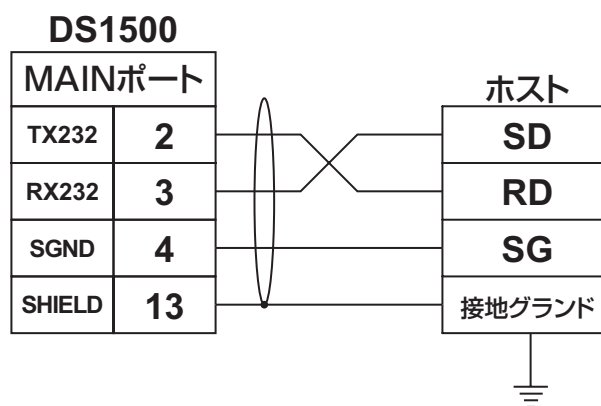 DS1500
MAINポート
ホスト
TX232 2 SD
RX232 3 RD
SGND 4 SG
SHIELD 13 接地グランド